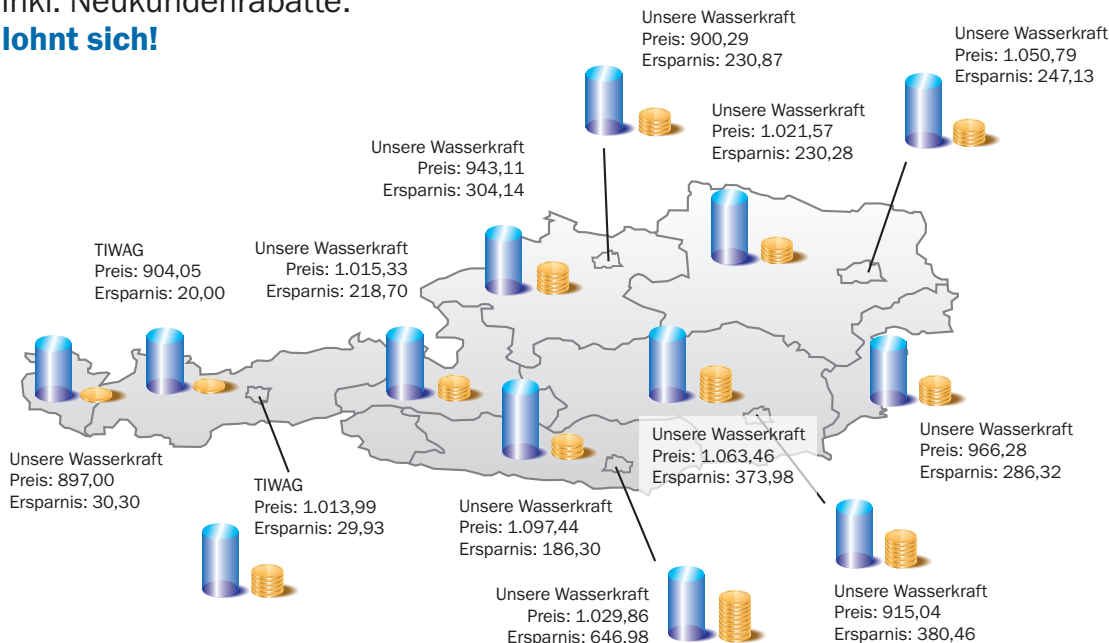 inkl. Neukundenrabatte.
lohnt sich!
Unsere Wasserkraft
Preis: 900,29
Ersparnis: 230,87
Unsere Wasserkraft
Preis: 1.050,79
Ersparnis: 247,13
Unsere Wasserkraft
Preis: 1.021,57
Ersparnis: 230,28
Unsere Wasserkraft
Preis: 943,11
Ersparnis: 304,14
TIWAG
Preis: 904,05
Ersparnis: 20,00
Unsere Wasserkraft
Preis: 1.015,33
Ersparnis: 218,70
Unsere Wasserkraft
Preis: 897,00
Ersparnis: 30,30
TIWAG
Preis: 1.013,99
Ersparnis: 29,93
Unsere Wasserkraft
Preis: 1.097,44
Ersparnis: 186,30
Unsere Wasserkraft
Preis: 1.063,46
Ersparnis: 373,98
Unsere Wasserkraft
Preis: 966,28
Ersparnis: 286,32
Unsere Wasserkraft
Preis: 1.029,86
Ersparnis: 646,98
Unsere Wasserkraft
Preis: 915,04
Ersparnis: 380,46